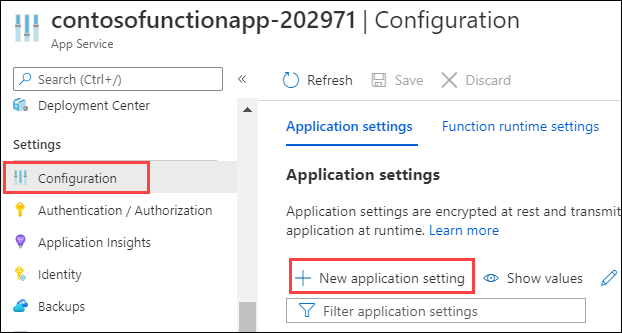 contosofunctionapp-202971 | Configuration
App Service
Search (Ctrl+/)
«
Deployment Center
Settings
Configuration
Authentication / Authorization
Application Insights
Identity
Backups
Refresh
Save
Discard
Application settings
Function runtime settings
Application settings
Application settings are encrypted at rest and transmit
application at runtime. Learn more
New application setting
Show values
Filter application settings